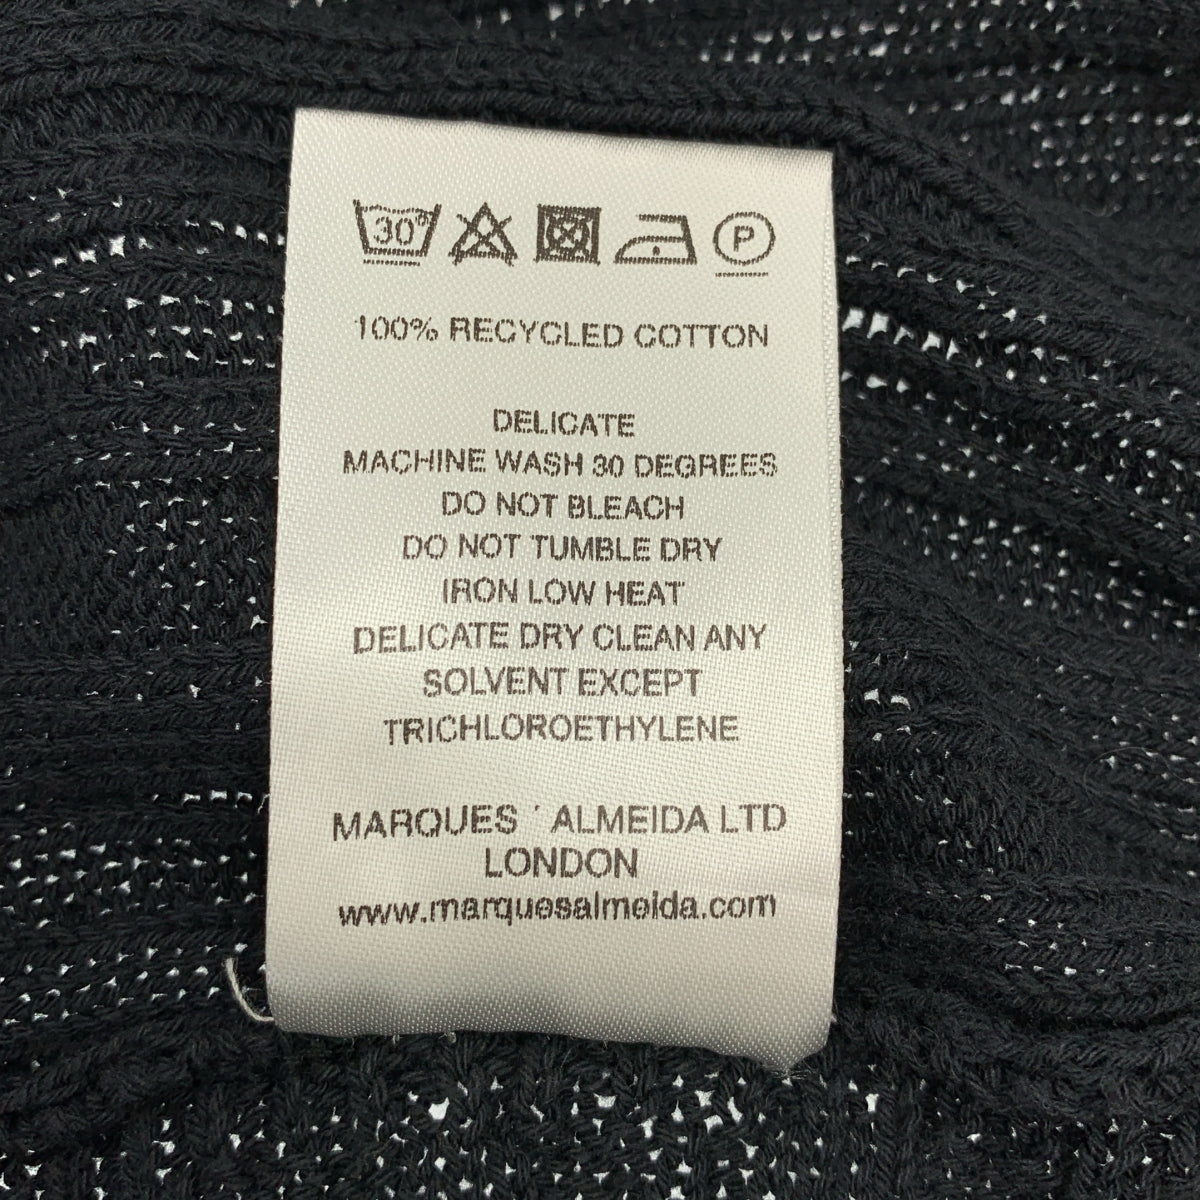 30°
P
100% RECYCLED COTTON
DELICATE
MACHINE WASH 30 DEGREES
DO NOT BLEACH
DO NOT TUMBLE DRY
IRON LOW HEAT
DELICATE DRY CLEAN ANY
SOLVENT EXCEPT
TRICHLOROETHYLENE
MARQUES ' ALMEIDA LTD
LONDON
www.marquesalmeida.com